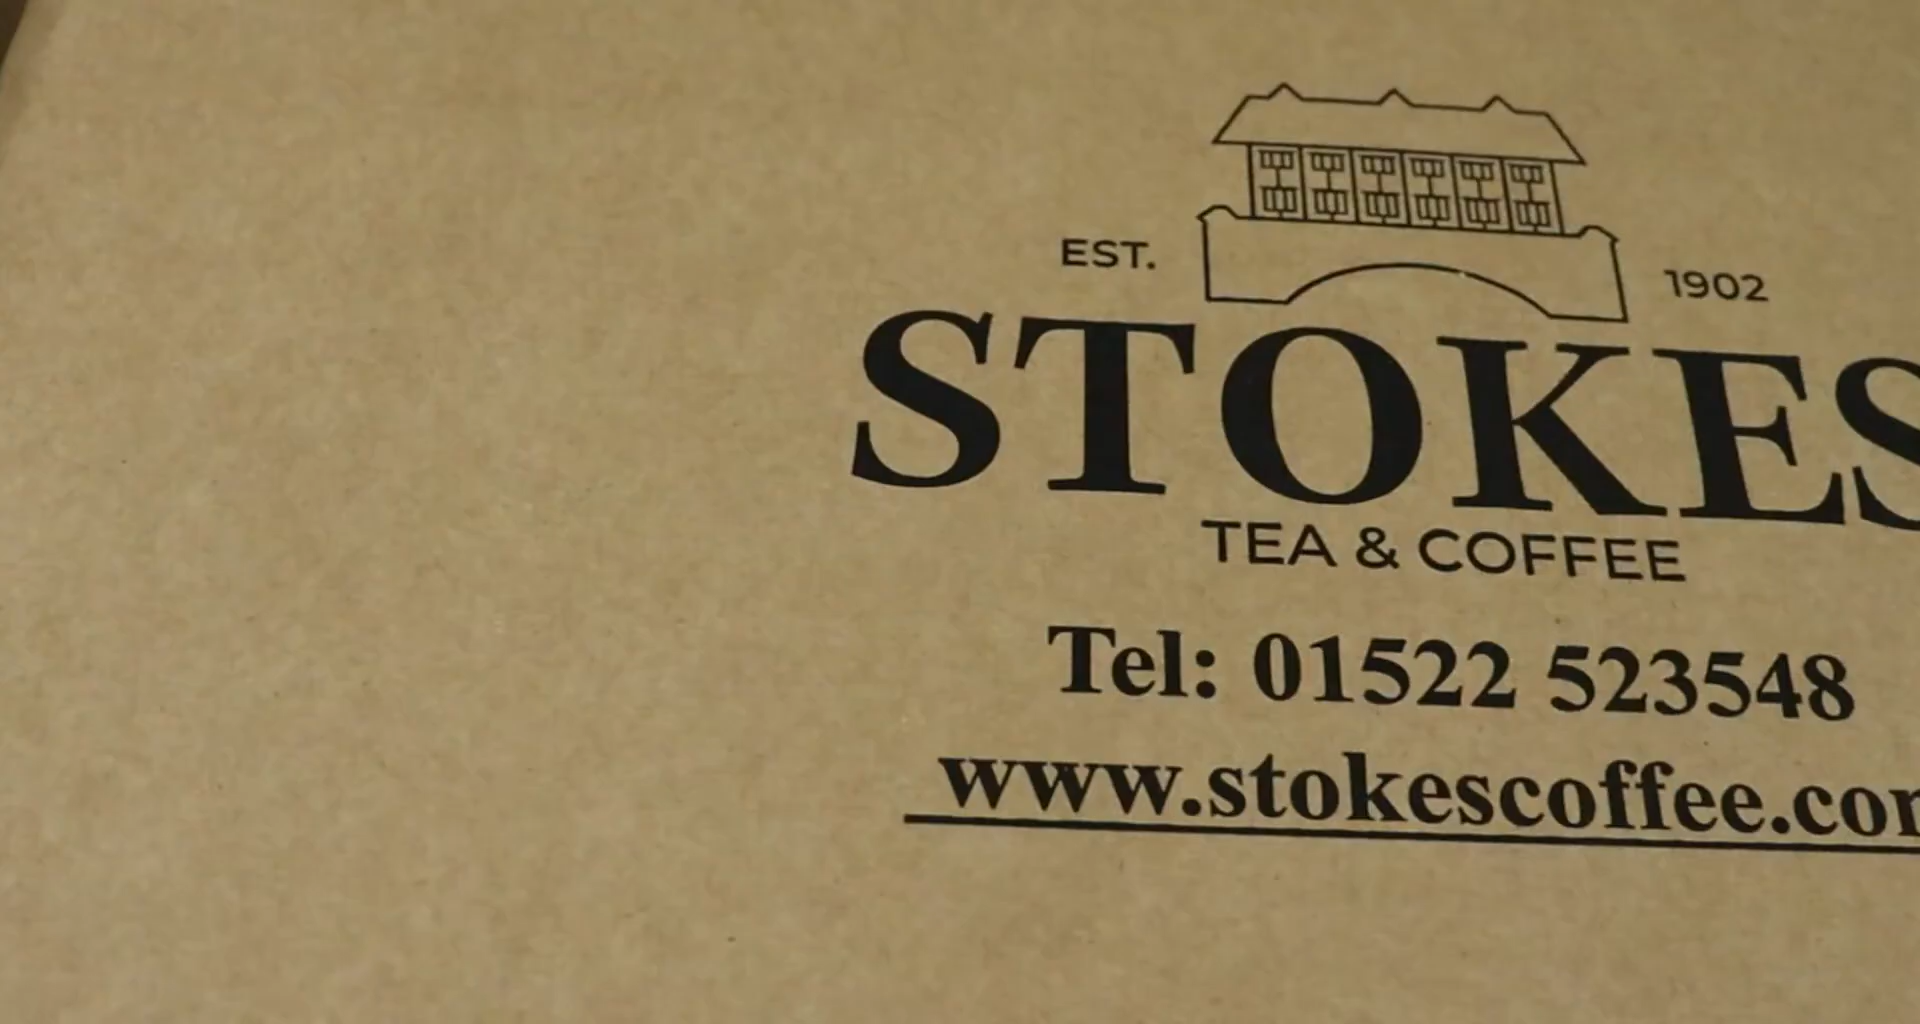 EST. 1902
STOKES
TEA & COFFEE
Tel: 01522 523548
www.stokescoffee.co